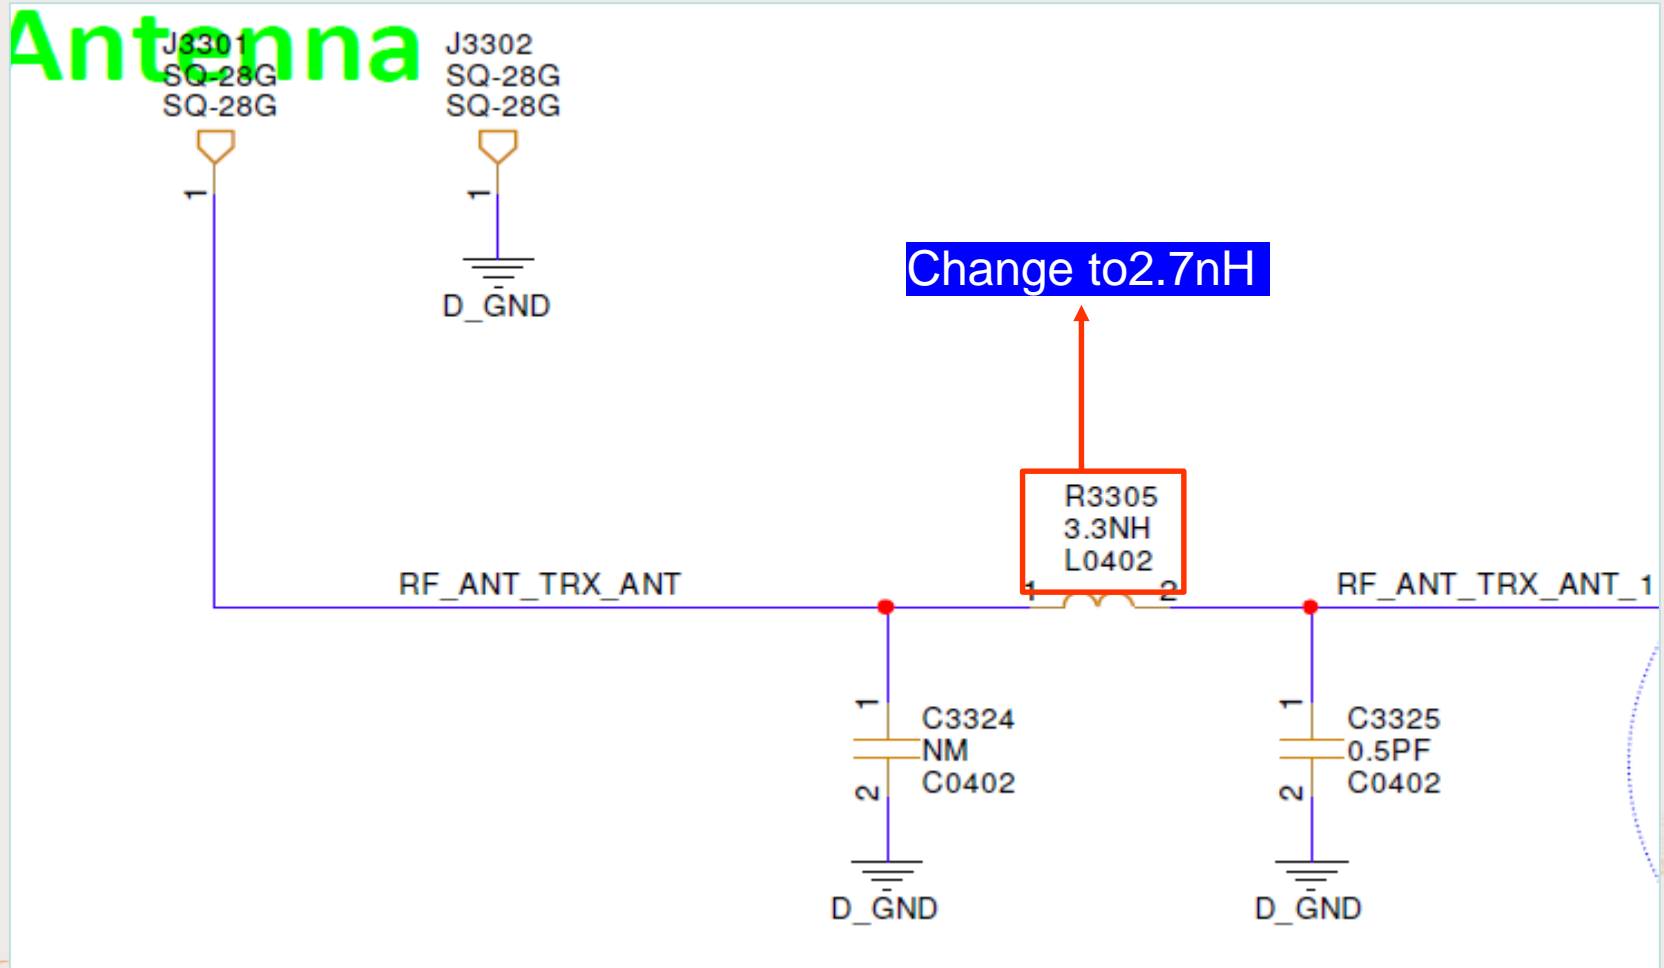 Antenna
J3301
SQ-28G
SQ-28G
1
J3302
SQ-28G
SQ-28G
1
D_GND
Change to2.7nH
R3305
3.3NH
L0402
1
2
RF_ANT_TRX_ANT
RF_ANT_TRX_ANT_1
1
C3324
NM
C0402
2
D_GND
1
C3325
0.5PF
C0402
2
D_GND